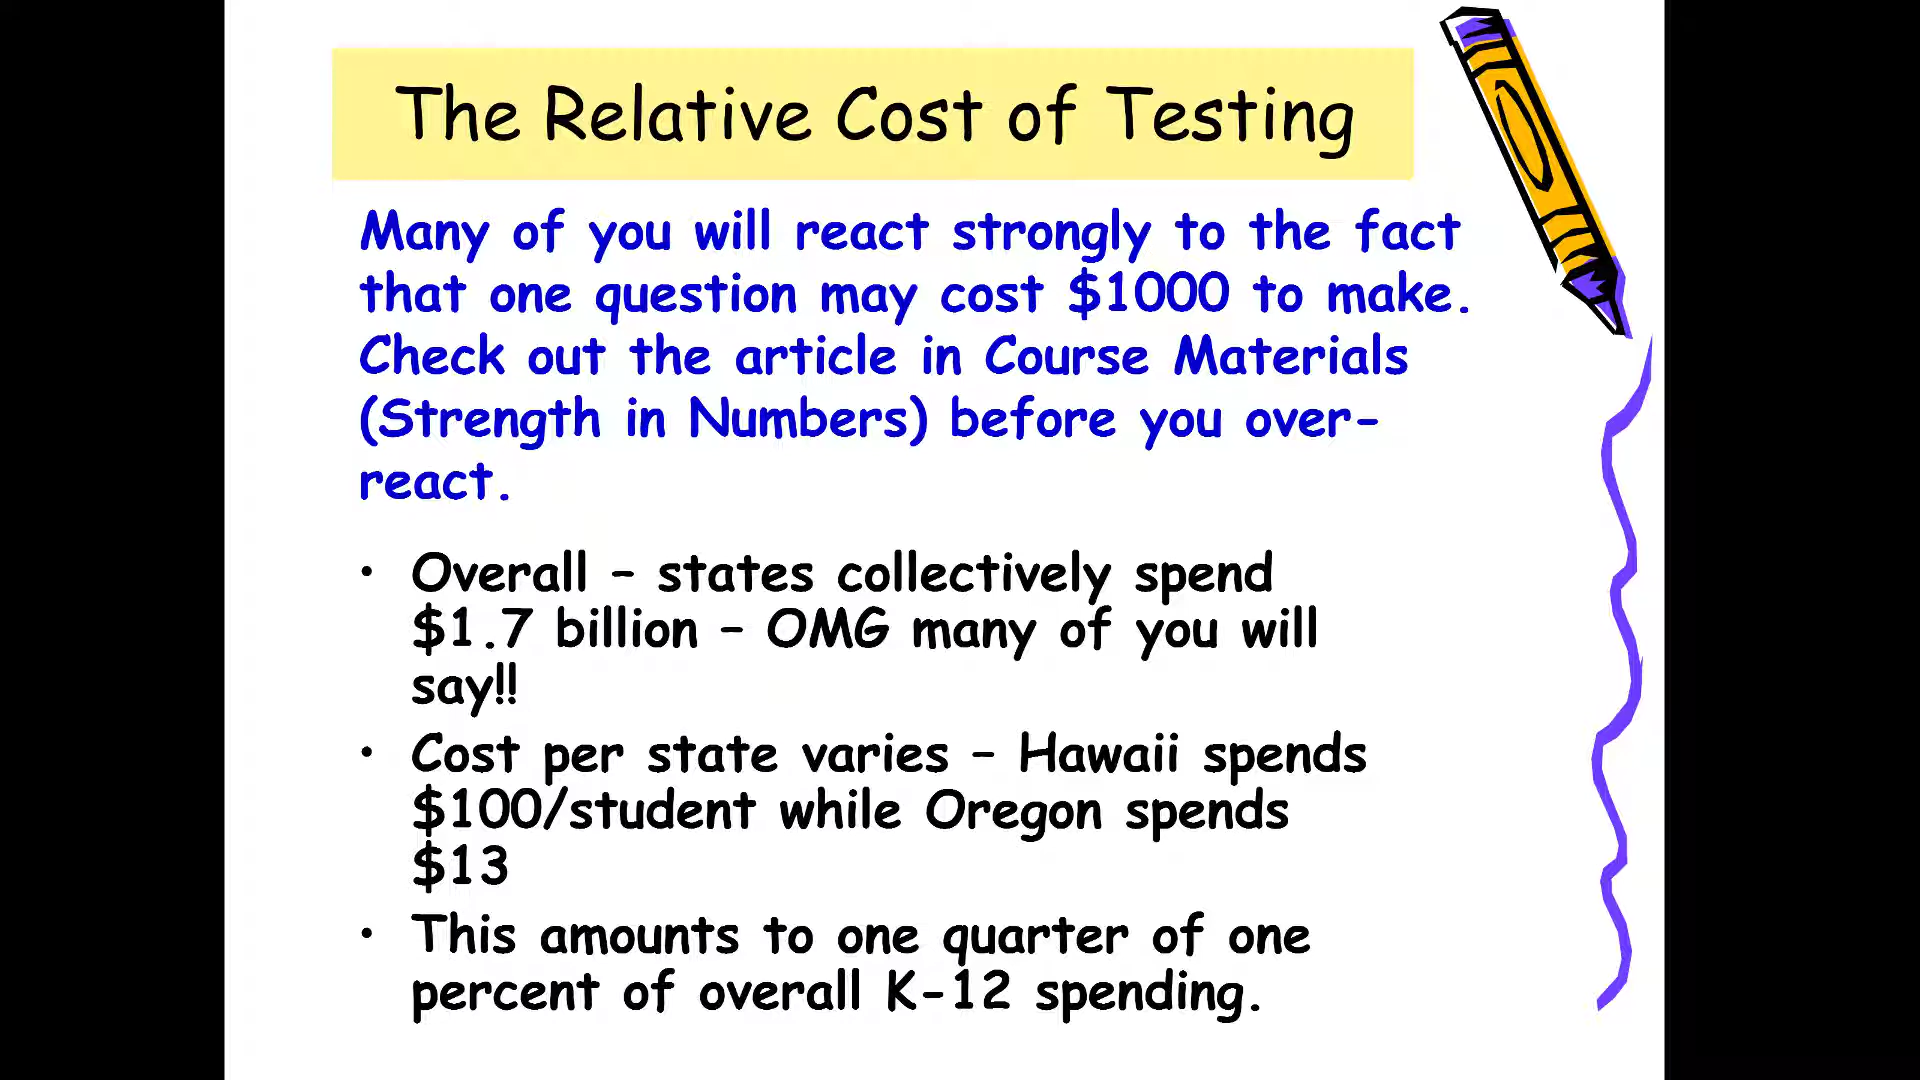 The Relative Cost of Testing
Many of you will react strongly to the fact
that one question may cost $1000 to make.
Check out the article in Course Materials
(Strength in Numbers) before you over-
react.
• Overall – states collectively spend
$1.7 billion – OMG many of you will
say!!
• Cost per state varies – Hawaii spends
$100/student while Oregon spends
$13
• This amounts to one quarter of one
percent of overall K-12 spending.